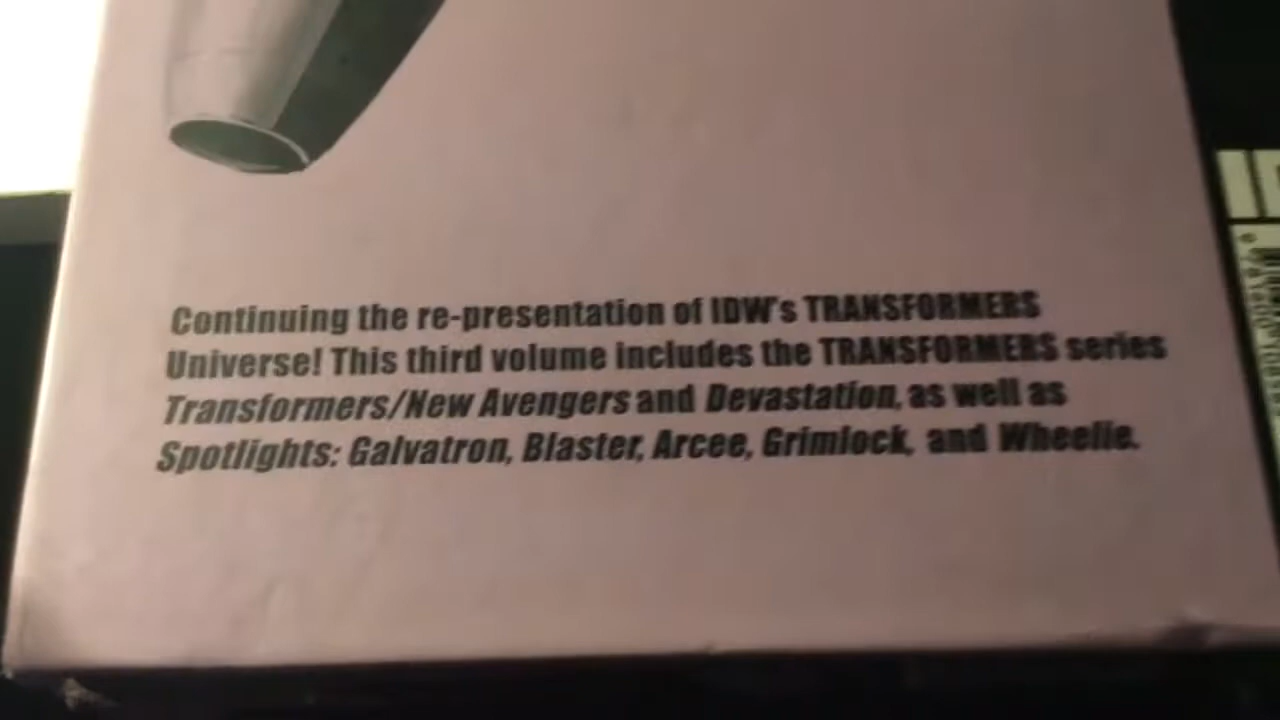 Continuing the re-presentation of IDW's TRANSFORMERS
Universe! This third volume includes the TRANSFORMERS series
Transformers/New Avengers and Devastation, as well as
Spotlights: Galvatron, Blaster, Arcee, Grimlock, and Wheelie.